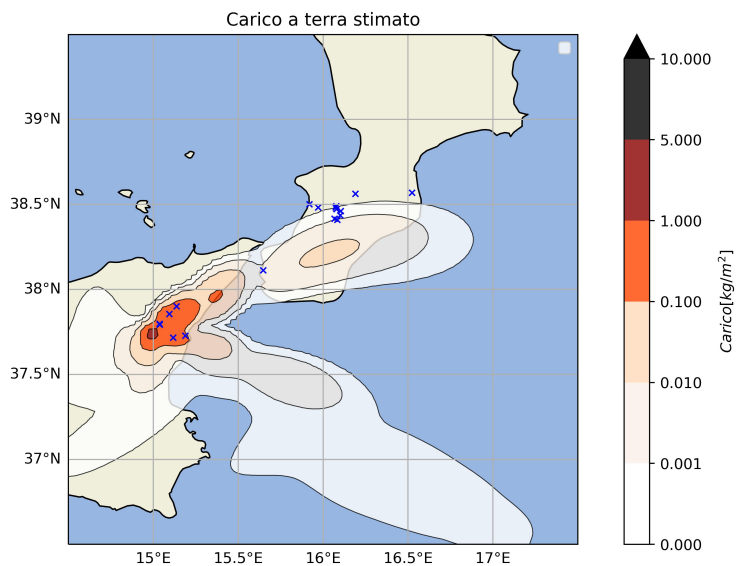 Carico a terra stimato
39°N
38.5°N
38°N
37.5°N
37°N
15°E 15.5°E 16°E 16.5°E 17°E
10.000
5.000
1.000
0.100
0.010
0.001
0.000
Carico[kg/m²]